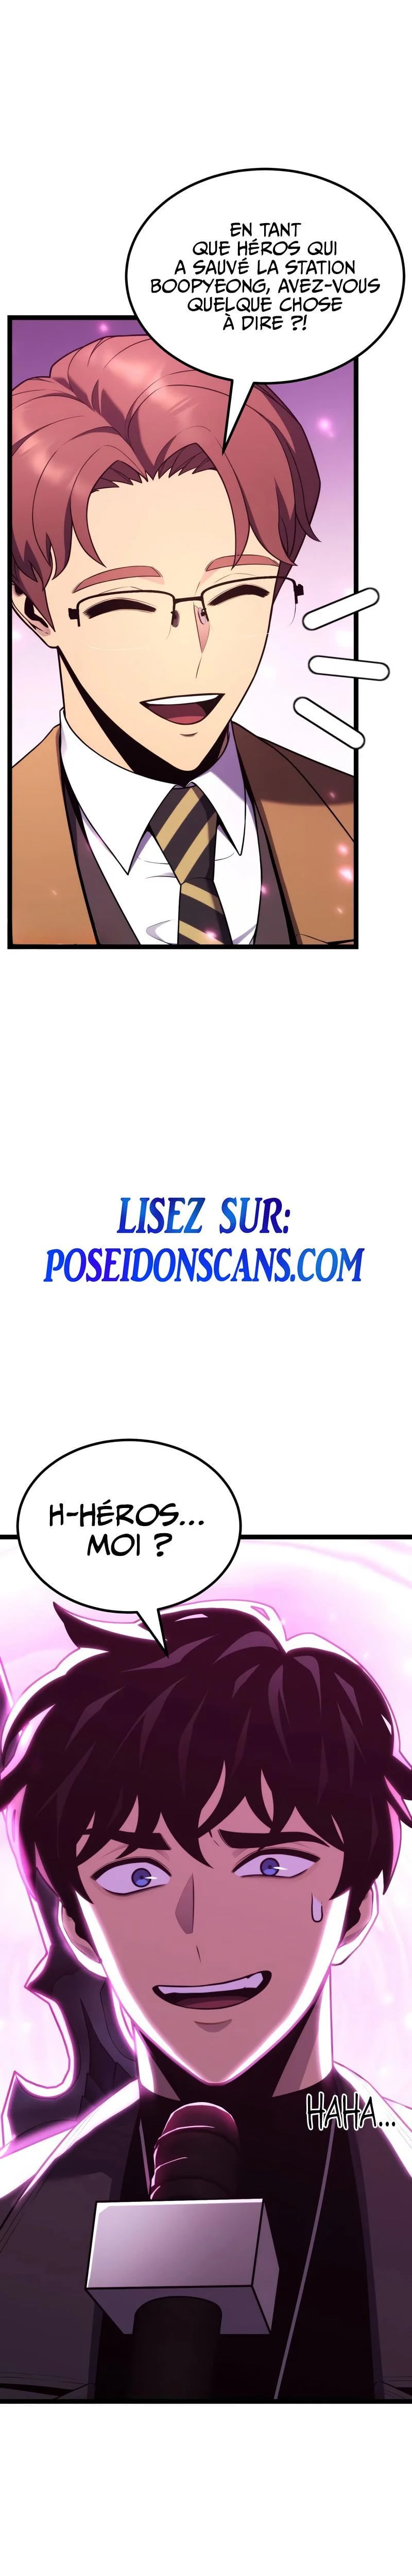 EN TANT
QUE HÉROS QUI
A SAUVÉ LA STATION
BOOPYEONG, AVEZ-VOUS
QUELQUE CHOSE
À DIRE ?!
LISEZ SUR:
POSEIDONSCANS.COM
H-HÉROS...
MOI ?
HAHA...